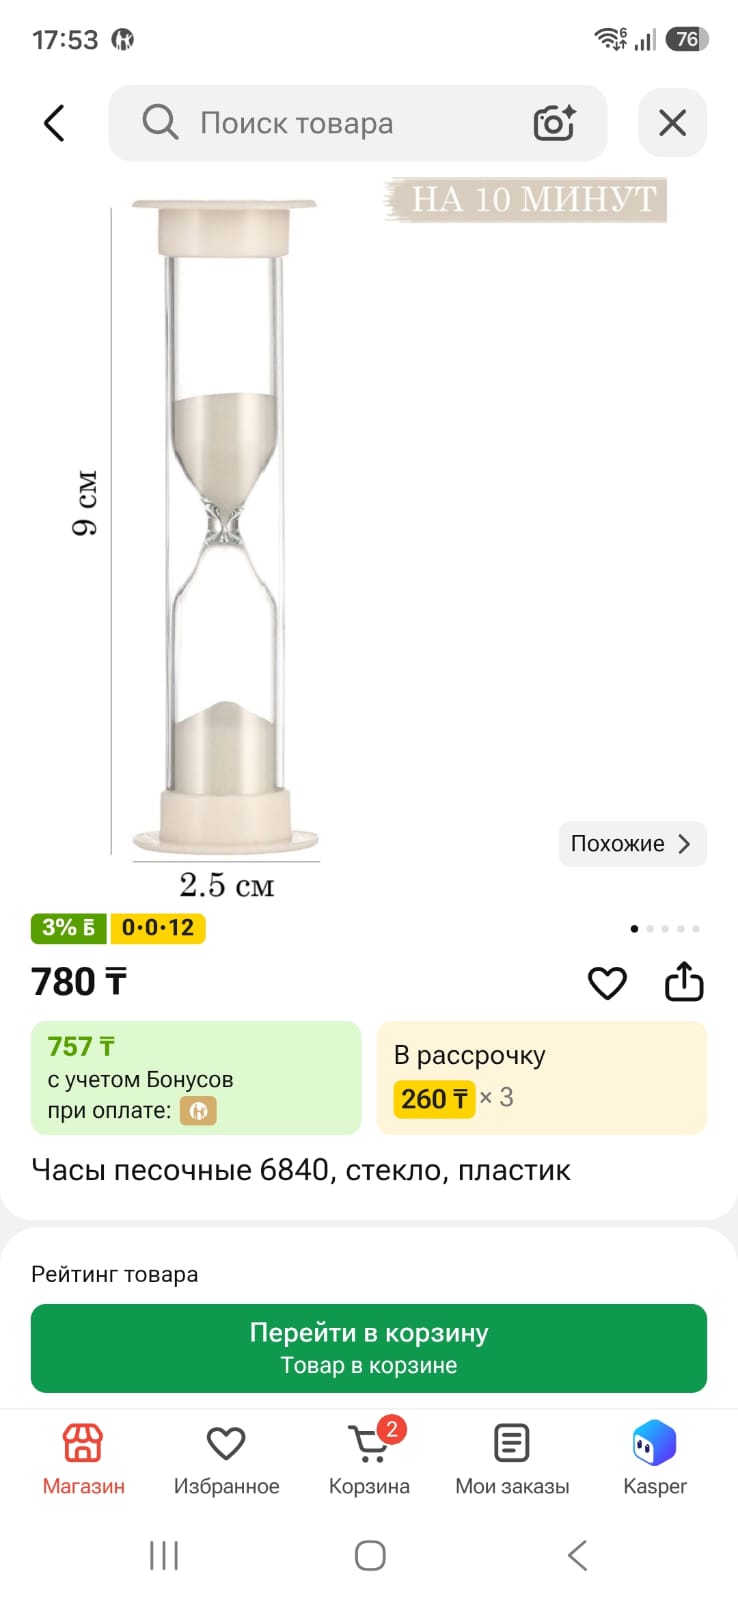 17:53
6
76
Поиск товара
НА 10 МИНУТ
9 см
Похожие
2.5 см
3% Б
0·0·12
780 ₸
757 ₸
с учетом Бонусов
при оплате:
В рассрочку
260 ₸ × 3
Часы песочные 6840, стекло, пластик
Рейтинг товара
Перейти в корзину
Товар в корзине
2
Магазин
Избранное
Корзина
Мои заказы
Kasper